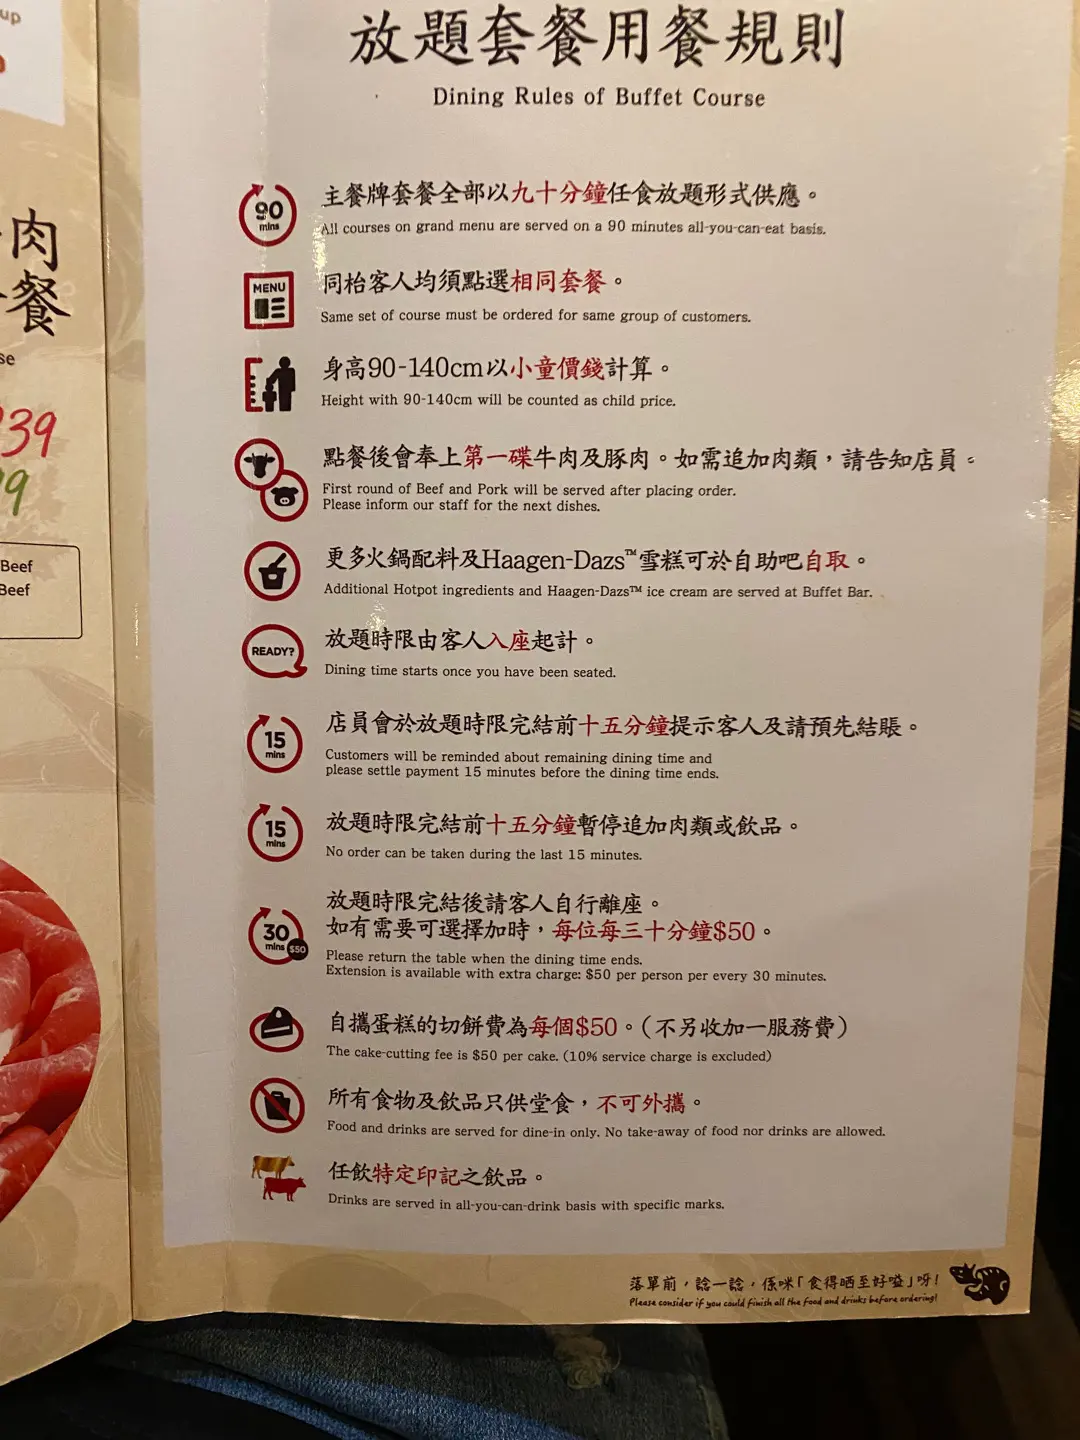 up
肉
餐
se
39
9
Beef
Beef
放題套餐用餐規則
Dining Rules of Buffet Course
90
mins
主餐牌套餐全部以九十分鐘任食放題形式供應。
All courses on grand menu are served on a 90 minutes all-you-can-eat basis.
MENU
同枱客人均須點選相同套餐。
Same set of course must be ordered for same group of customers.
身高90-140cm以小童價錢計算。
Height with 90-140cm will be counted as child price.
點餐後會奉上第一碟牛肉及豚肉。如需追加肉類，請告知店員。
First round of Beef and Pork will be served after placing order.
Please inform our staff for the next dishes.
更多火鍋配料及Haagen-Dazs™雪糕可於自助吧自取。
Additional Hotpot ingredients and Haagen-Dazs™ ice cream are served at Buffet Bar.
READY?
放題時限由客人入座起計。
Dining time starts once you have been seated.
15
mins
店員會於放題時限完結前十五分鐘提示客人及請預先結賬。
Customers will be reminded about remaining dining time and
please settle payment 15 minutes before the dining time ends.
15
mins
放題時限完結前十五分鐘暫停追加肉類或飲品。
No order can be taken during the last 15 minutes.
30
mins
$50
放題時限完結後請客人自行離座。
如有需要可選擇加時，每位每三十分鐘$50。
Please return the table when the dining time ends.
Extension is available with extra charge: $50 per person per every 30 minutes.
自攜蛋糕的切餅費為每個$50。（不另收加一服務費）
The cake-cutting fee is $50 per cake. (10% service charge is excluded)
所有食物及飲品只供堂食，不可外攜。
Food and drinks are served for dine-in only. No take-away of food nor drinks are allowed.
任飲特定印記之飲品。
Drinks are served in all-you-can-drink basis with specific marks.
落單前，諗一諗，係咪「食得晒至好嗌」呀！
Please consider if you could finish all the food and drinks before ordering!